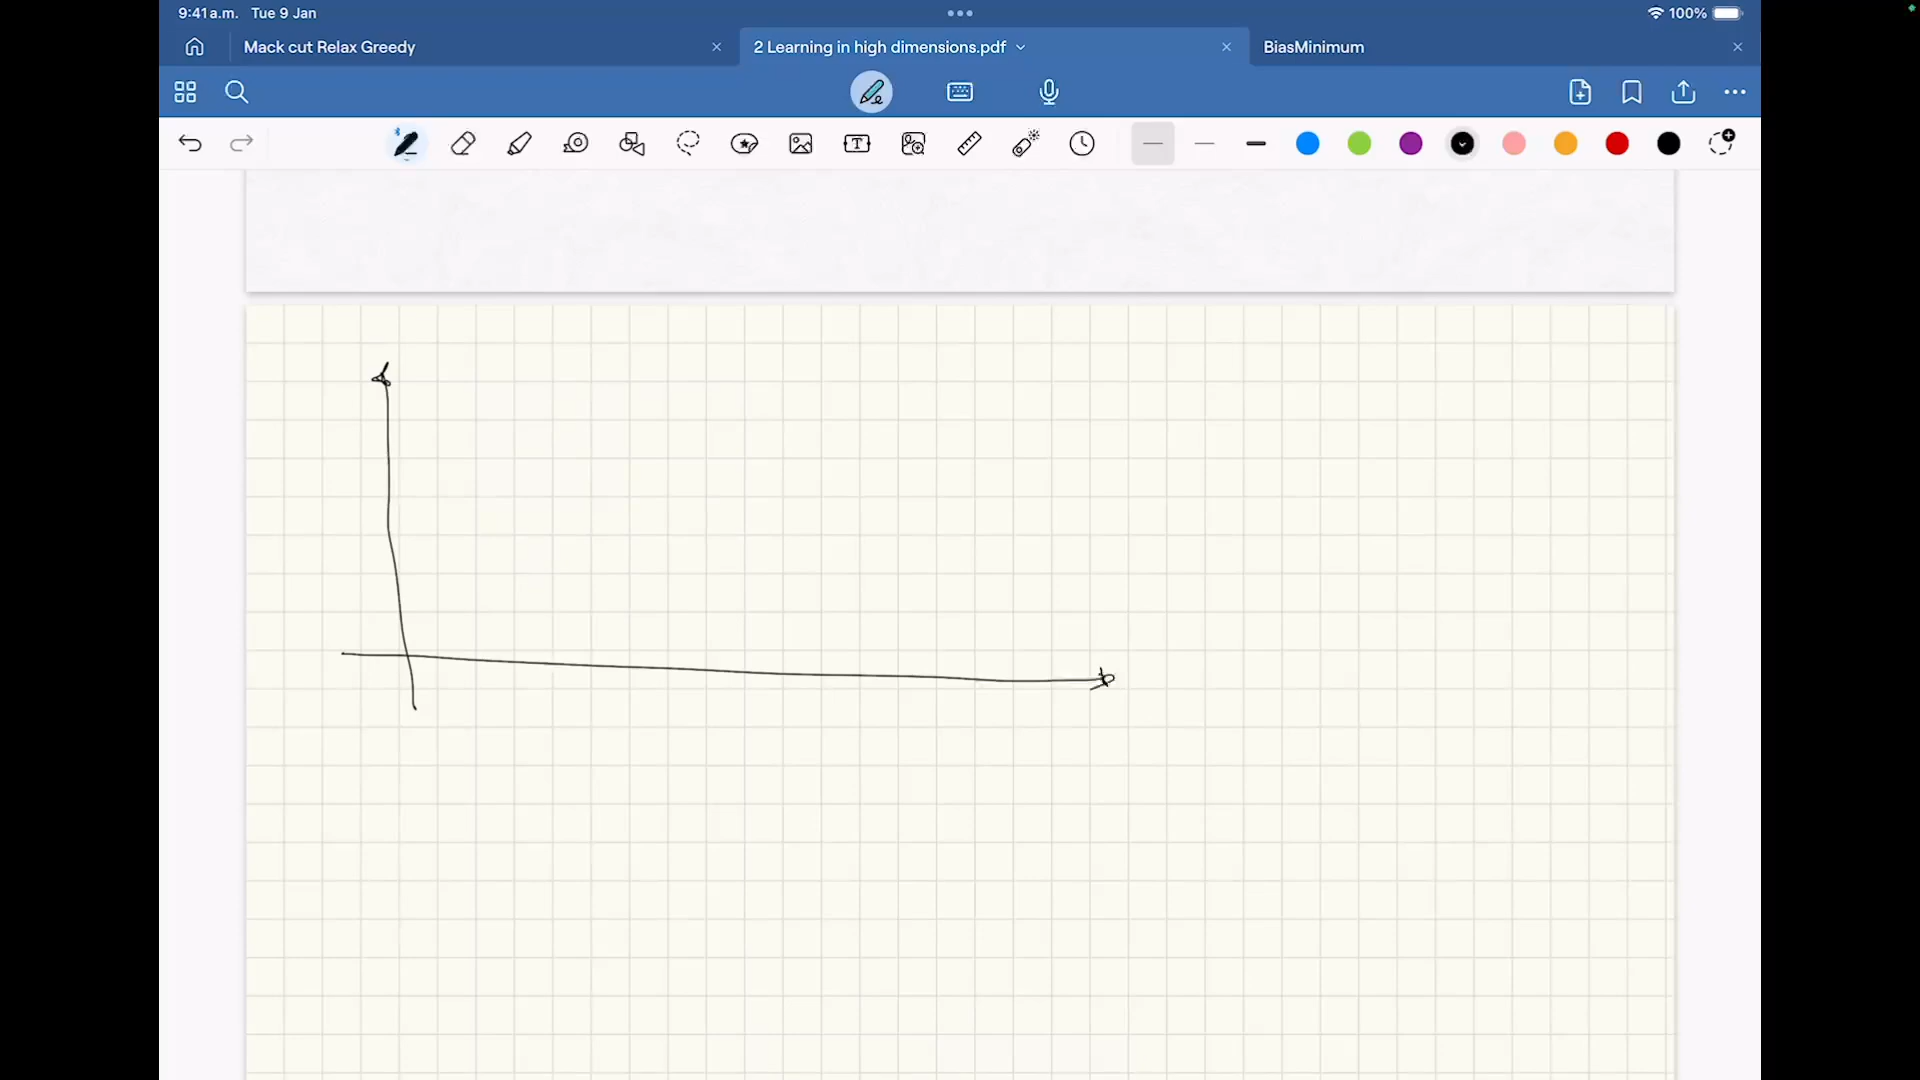 9:41 a.m. Tue 9 Jan
100%
Mack cut Relax Greedy
2 Learning in high dimensions.pdf
BiasMinimum
T